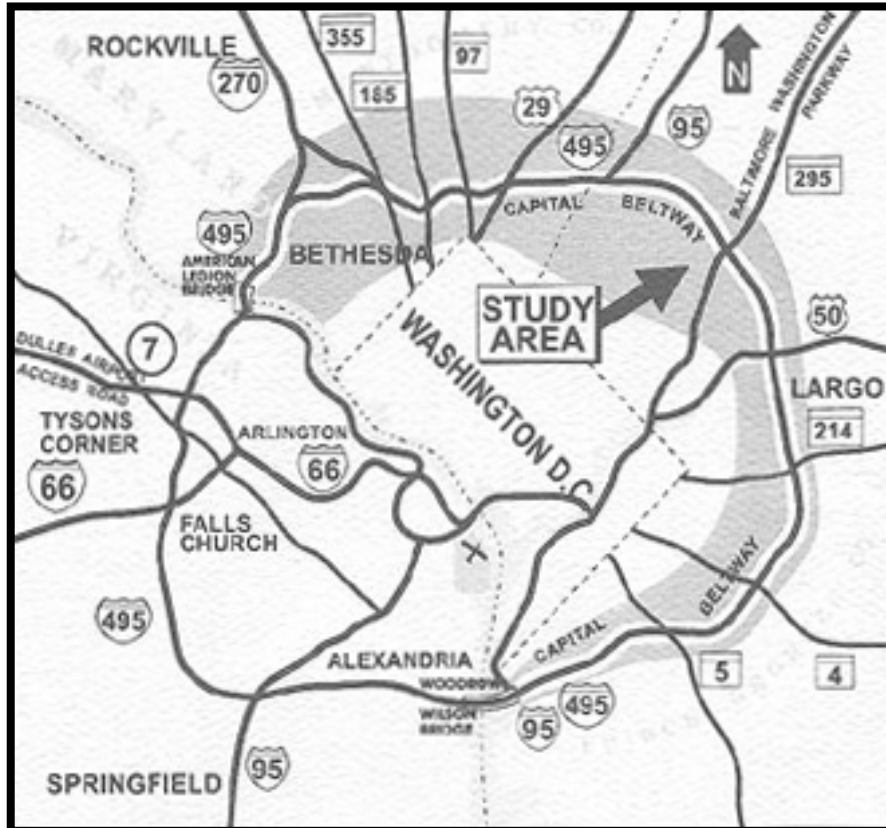 ROCKVILLE
270
355
185
97
29
495
95
N
BALTIMORE WASHINGTON
PARKWAY
295
MARYLAND
VIRGINIA
495
AMERICAN
LEGION
BRIDGE
BETHESDA
CAPITAL BELTWAY
STUDY
AREA
WASHINGTON D.C
50
LARGO
214
7
DULLES AIRPORT
ACCESS ROAD
TYSONS
CORNER
66
ARLINGTON
66
FALLS
CHURCH
495
ALEXANDRIA
WOODROW
WILSON
BRIDGE
CAPITAL BELTWAY
95
495
5
4
SPRINGFIELD
95